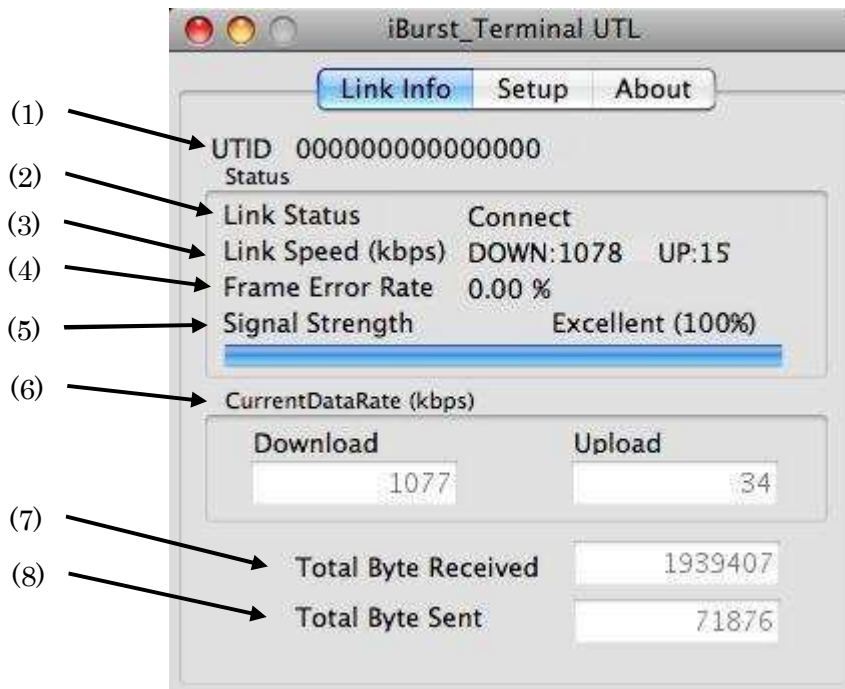 iBurst_Terminal UTL
Link Info Setup About
(1)
UTID 000000000000000
Status
(2) Link Status Connect
(3) Link Speed (kbps) DOWN:1078 UP:15
(4) Frame Error Rate 0.00 %
(5) Signal Strength Excellent (100%)
(6) CurrentDataRate (kbps)
Download Upload
1077 34
(7) Total Byte Received 1939407
(8) Total Byte Sent 71876